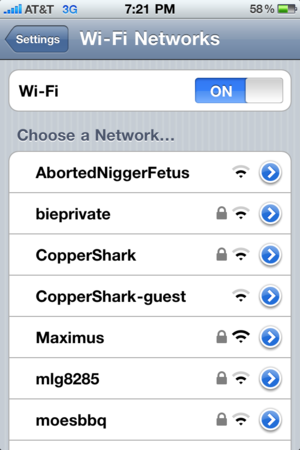 AT&T 3G 7:21 PM 58%
Settings Wi-Fi Networks
Wi-Fi ON
Choose a Network...
AbortedNiggerFetus
bieprivate
CopperShark
CopperShark-guest
Maximus
mlg8285
moesbbq